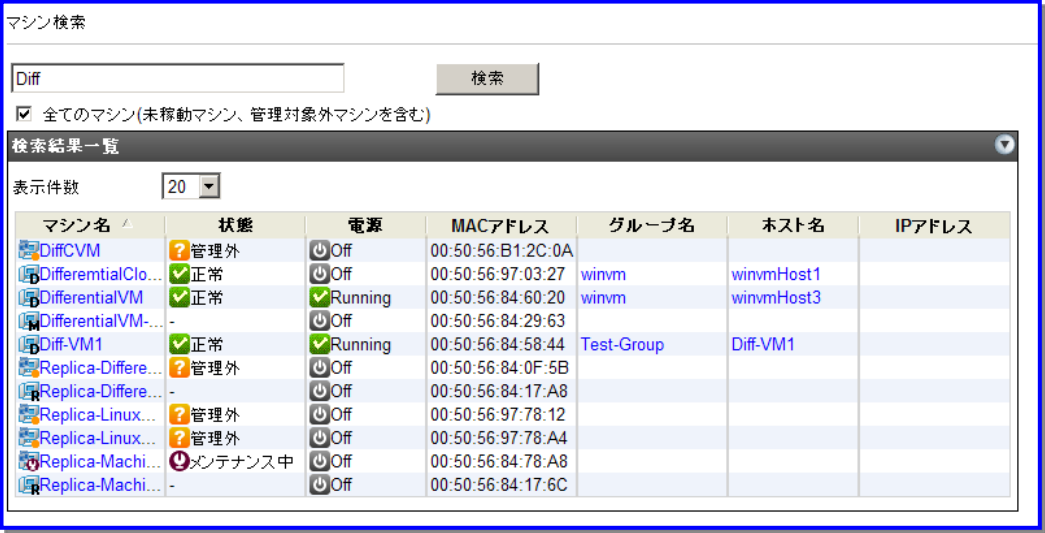 マシン検索
Diff 検索
全てのマシン(未稼動マシン、管理対象外マシンを含む)
検索結果一覧
表示件数 20
マシン名 状態 電源 MACアドレス グループ名 ホスト名 IPアドレス
DiffCVM 管理外 Off 00:50:56:B1:2C:0A
DifferentialClo... 正常 Off 00:50:56:97:03:27 winvm winvmHost1
DifferentialVM 正常 Running 00:50:56:84:60:20 winvm winvmHost3
DifferentialVM-... - Off 00:50:56:84:29:63
Diff-VM1 正常 Running 00:50:56:84:58:44 Test-Group Diff-VM1
Replica-Differe... 管理外 Off 00:50:56:84:0F:5B
Replica-Differe... - Off 00:50:56:84:17:A8
Replica-Linux... 管理外 Off 00:50:56:97:78:12
Replica-Linux... 管理外 Off 00:50:56:97:78:A4
Replica-Machi... メンテナンス中 Off 00:50:56:84:78:A8
Replica-Machi... - Off 00:50:56:84:17:6C